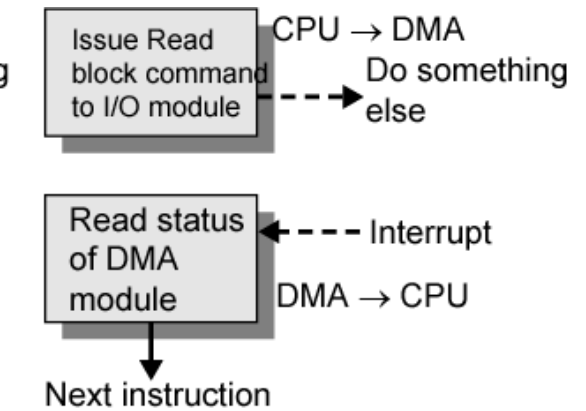 Issue Read
block command
to I/O module
CPU → DMA
Do something
else
g
Read status
of DMA
module
Interrupt
DMA → CPU
Next instruction